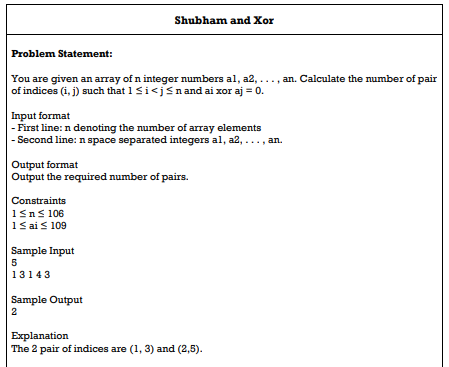 Shubham and Xor
Problem Statement:
You are given an array of n integer numbers a1, a2, . . . , an. Calculate the number of pair
of indices (i, j) such that 1 ≤ i < j ≤ n and ai xor aj = 0.
Input format
- First line: n denoting the number of array elements
- Second line: n space separated integers a1, a2, . . . , an.
Output format
Output the required number of pairs.
Constraints
1 ≤ n ≤ 106
1 ≤ ai ≤ 109
Sample Input
5
1 3 1 4 3
Sample Output
2
Explanation
The 2 pair of indices are (1, 3) and (2,5).